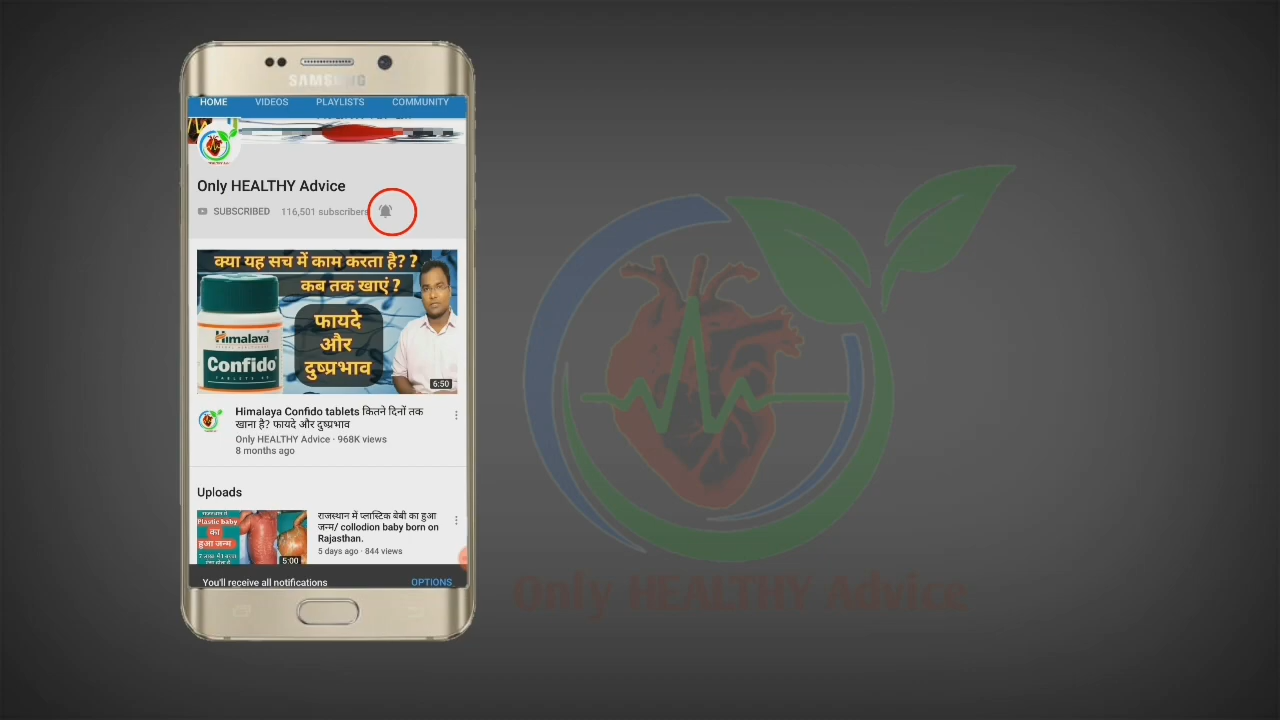 SAMSUNG
HOME VIDEOS PLAYLISTS COMMUNITY
Only HEALTHY Advice
SUBSCRIBED 116,501 subscribers
क्या यह सच में काम करता है? ?
कब तक खाएं ?
फायदे
और
दुष्प्रभाव
Himalaya
Confido
6:50
Himalaya Confido tablets कितने दिनों तक
खाना है? फायदे और दुष्प्रभाव
Only HEALTHY Advice · 968K views
8 months ago
Uploads
Plastic baby
का
हुआ जन्म
5:00
राजस्थान में प्लास्टिक बेबी का हुआ
जन्म/ collodion baby born on
Rajasthan.
5 days ago · 844 views
You'll receive all notifications OPTIONS
Only HEALTHY Advice